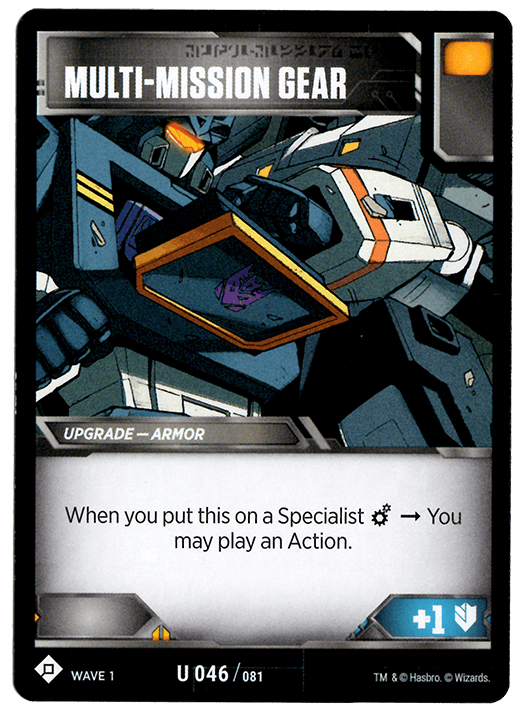 MULTI-MISSION GEAR
UPGRADE — ARMOR
When you put this on a Specialist → You
may play an Action.
+1
WAVE 1
U 046 / 081
TM & © Hasbro. © Wizards.